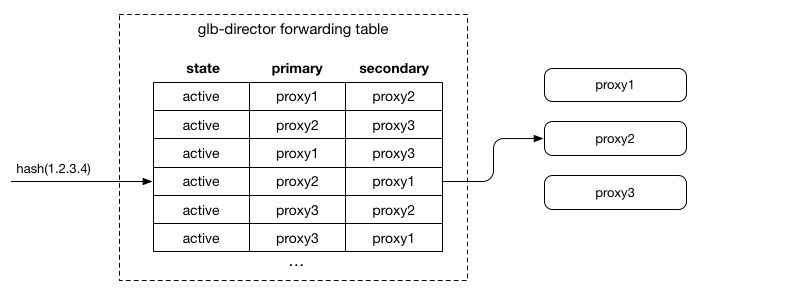 glb-director forwarding table
state primary secondary
active proxy1 proxy2
active proxy2 proxy3
active proxy1 proxy3
active proxy2 proxy1
active proxy3 proxy2
active proxy3 proxy1
...
hash(1.2.3.4)
proxy1
proxy2
proxy3